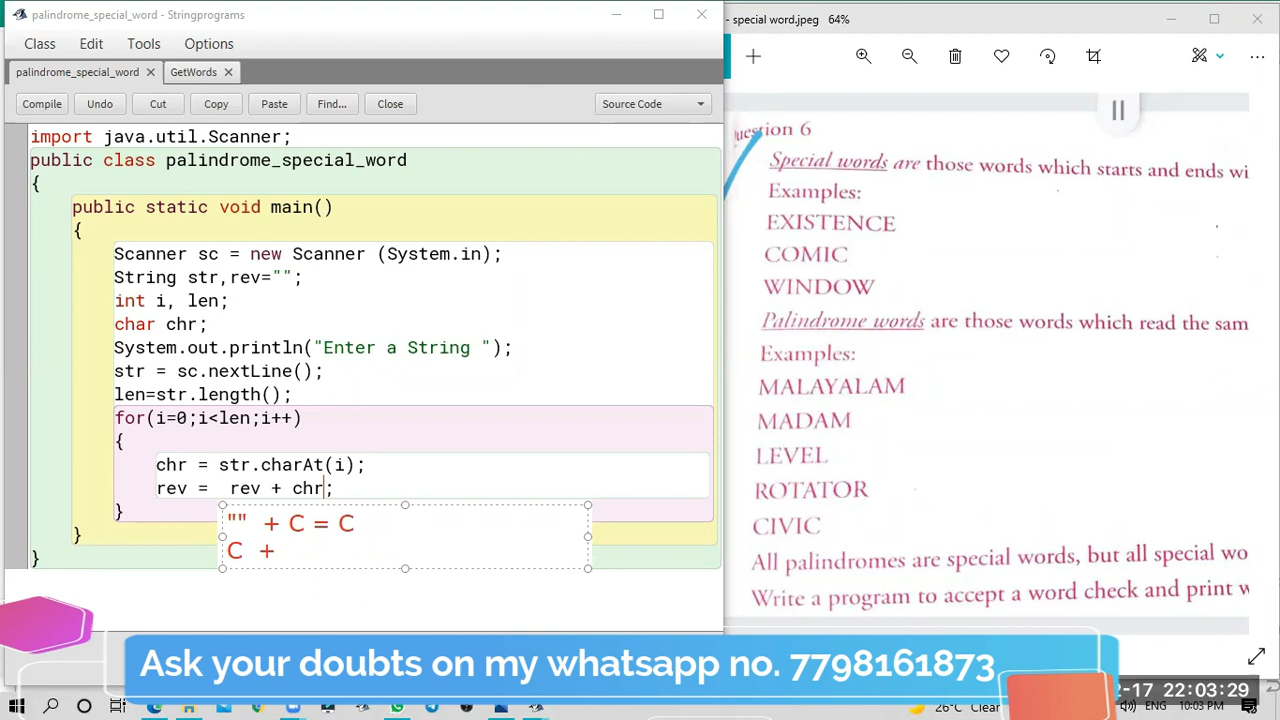 palindrome_special_word - Stringprograms
Class Edit Tools Options
palindrome_special_word × GetWords ×
Compile Undo Cut Copy Paste Find... Close Source Code
import java.util.Scanner;
public class palindrome_special_word
{
public static void main()
{
Scanner sc = new Scanner (System.in);
String str,rev="";
int i, len;
char chr;
System.out.println("Enter a String ");
str = sc.nextLine();
len=str.length();
for(i=0;i<len;i++)
{
chr = str.charAt(i);
rev = rev + chr;
}
"" + C = C
}
C +
}
- special word.jpeg 64%
uestion 6
Special words are those words which starts and ends wi
Examples:
EXISTENCE
COMIC
WINDOW
Palindrome words are those words which read the sam
Examples:
MALAYALAM
MADAM
LEVEL
ROTATOR
CIVIC
All palindromes are special words, but all special wo
Write a program to accept a word check and print w
Ask your doubts on my whatsapp no. 7798161873
-17 22:03:29
26°C Clear
ENG 10:03 PM